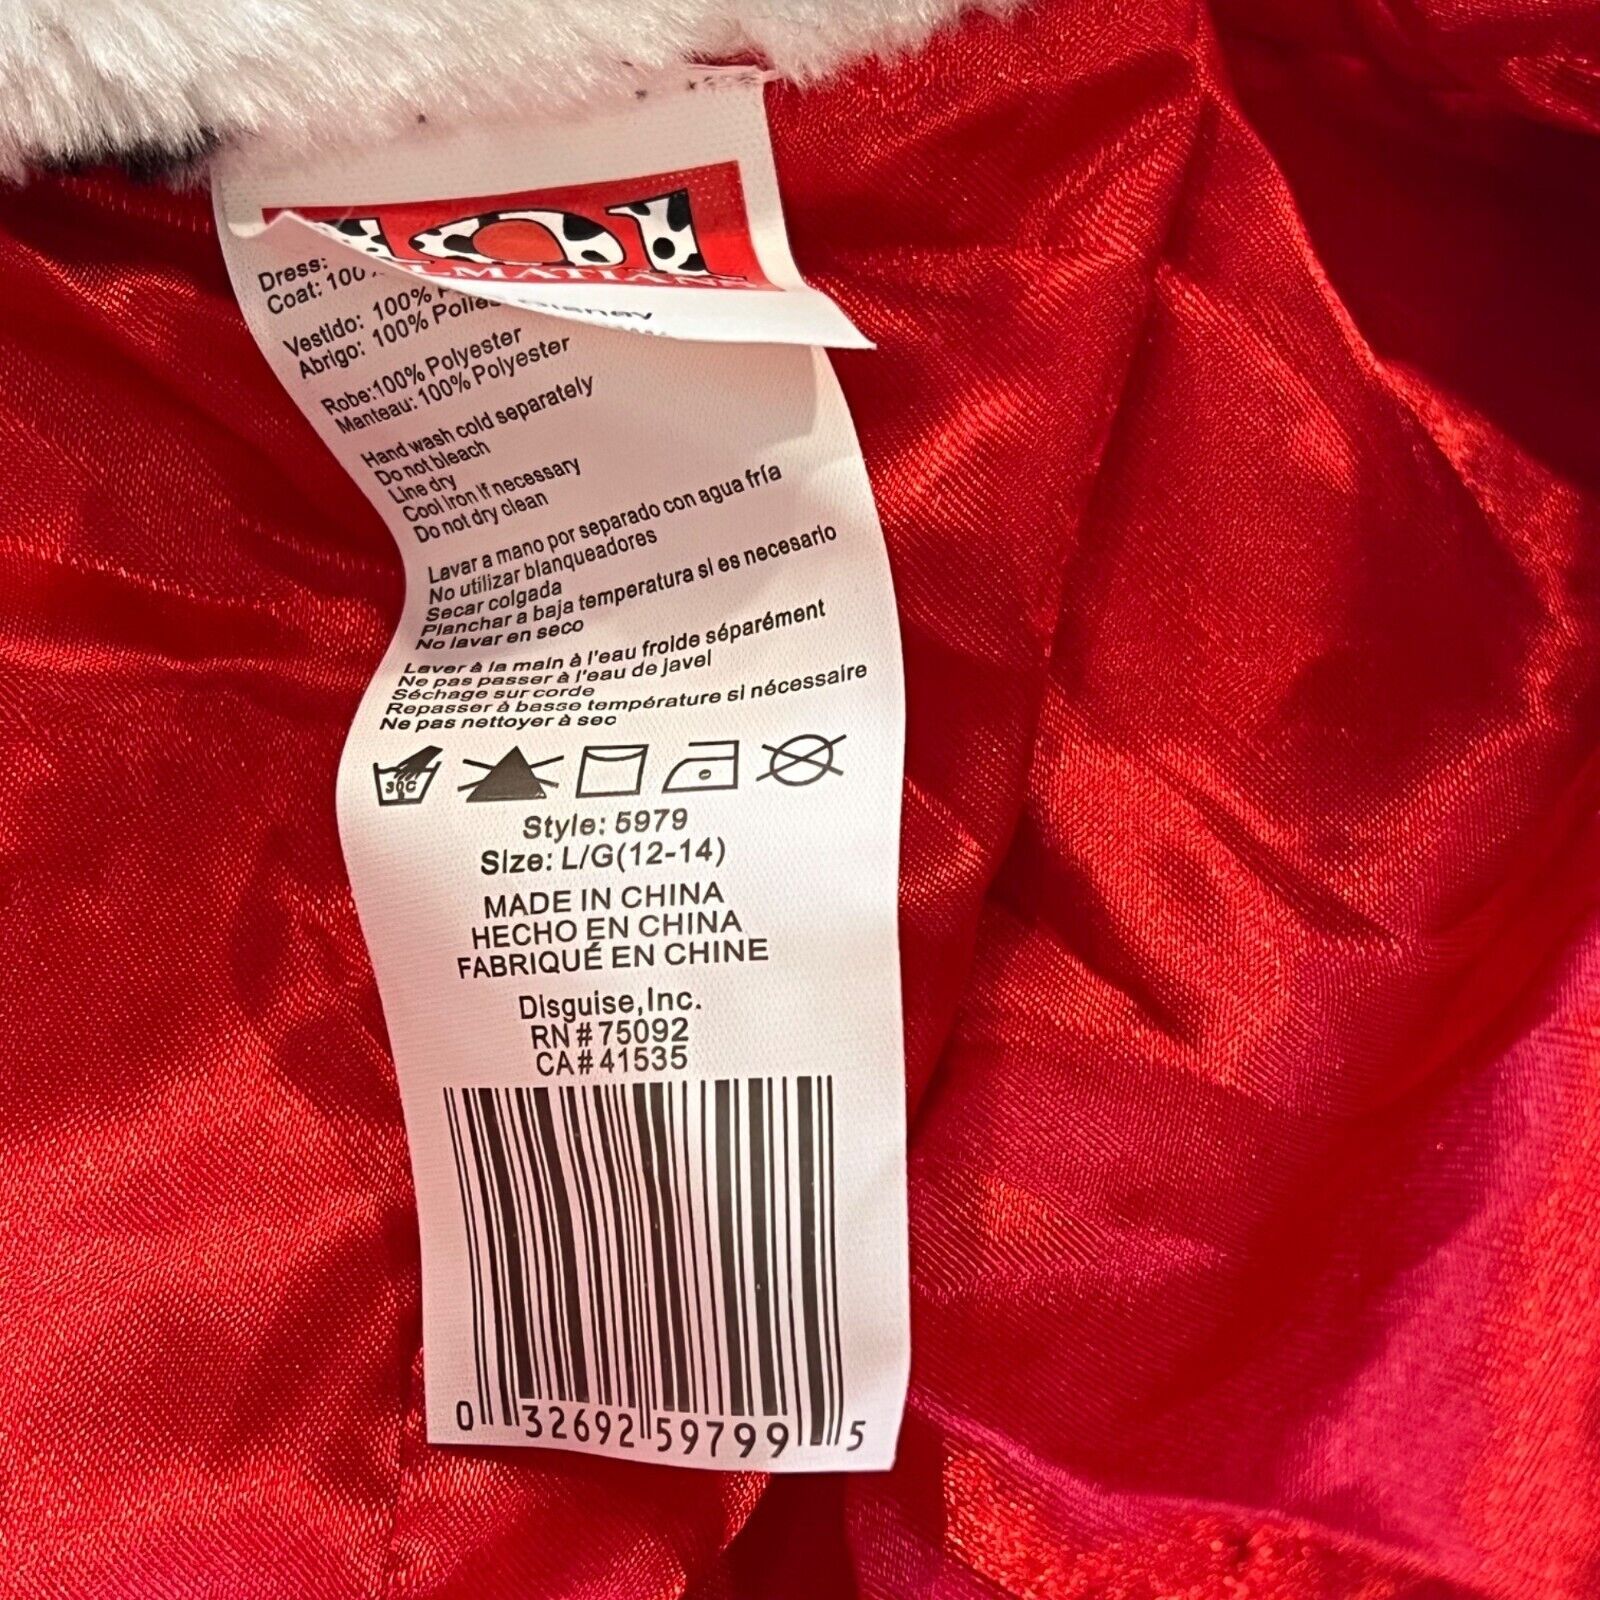 101
DALMATIANS
Disney
Dress:
Coat: 100
Vestido: 100%
Abrigo: 100%
Robe:100% Polyester
Manteau: 100% Polyester
Hand wash cold separately
Do not bleach
Line dry
Cool iron if necessary
Do not dry clean
Lavar a mano por separado con agua fría
No utilizar blanqueadores
Secar colgada
Planchar a baja temperatura si es necesario
No lavar en seco
Laver à la main à l'eau froide séparément
Ne pas passer à l'eau de javel
Séchage sur corde
Repasser à basse température si nécessaire
Ne pas nettoyer à sec
30C
Style: 5979
Size: L/G(12-14)
MADE IN CHINA
HECHO EN CHINA
FABRIQUÉ EN CHINE
Disguise,Inc.
RN#75092
CA#41535
0 32692 59799 5